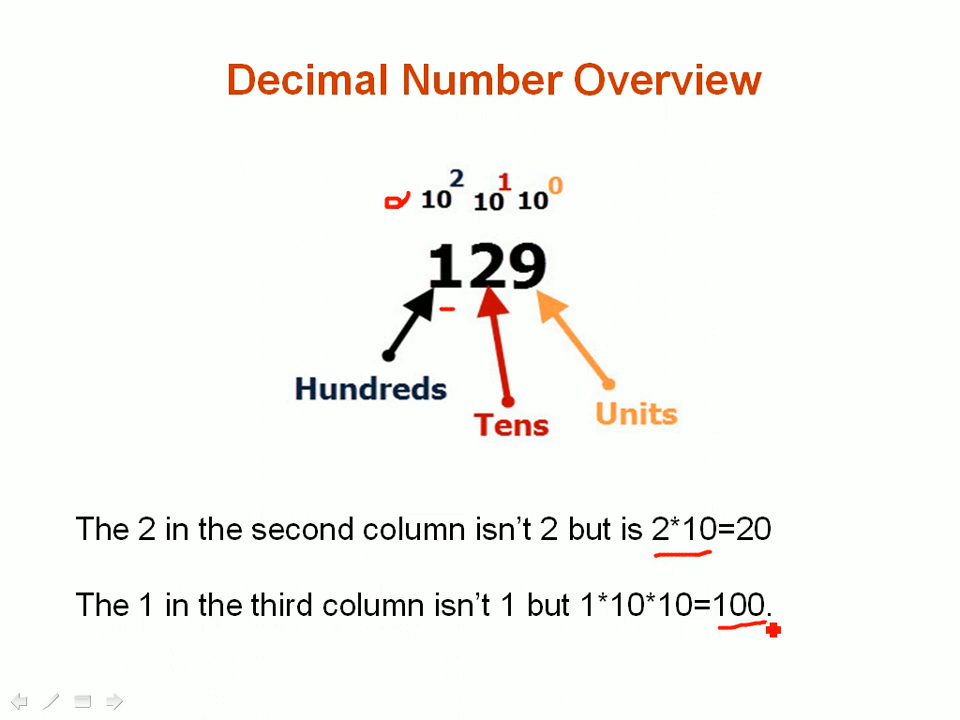 Decimal Number Overview
10² 10¹ 10⁰
129
Hundreds
Tens
Units
The 2 in the second column isn't 2 but is 2*10=20
The 1 in the third column isn't 1 but 1*10*10=100.